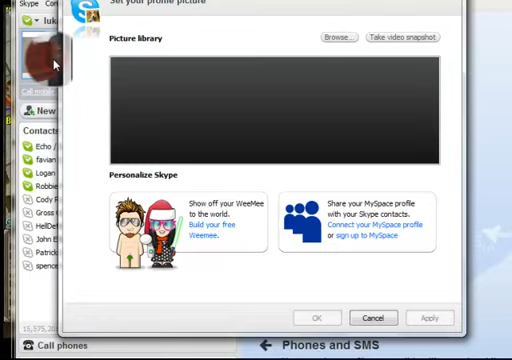 Skype
Set your profile picture
luka
Picture library
Browse...
Take video snapshot
Call mobile
New
Contacts
Echo /
favian
Logan
Robbie
Cody
Gross
HellDe
John E
Patrick
spence
Personalize Skype
Show off your WeeMee
to the world.
Build your free
Weemee.
Share your MySpace profile
with your Skype contacts.
Connect your MySpace profile
or sign up to MySpace
OK
Cancel
Apply
Call phones
Phones and SMS